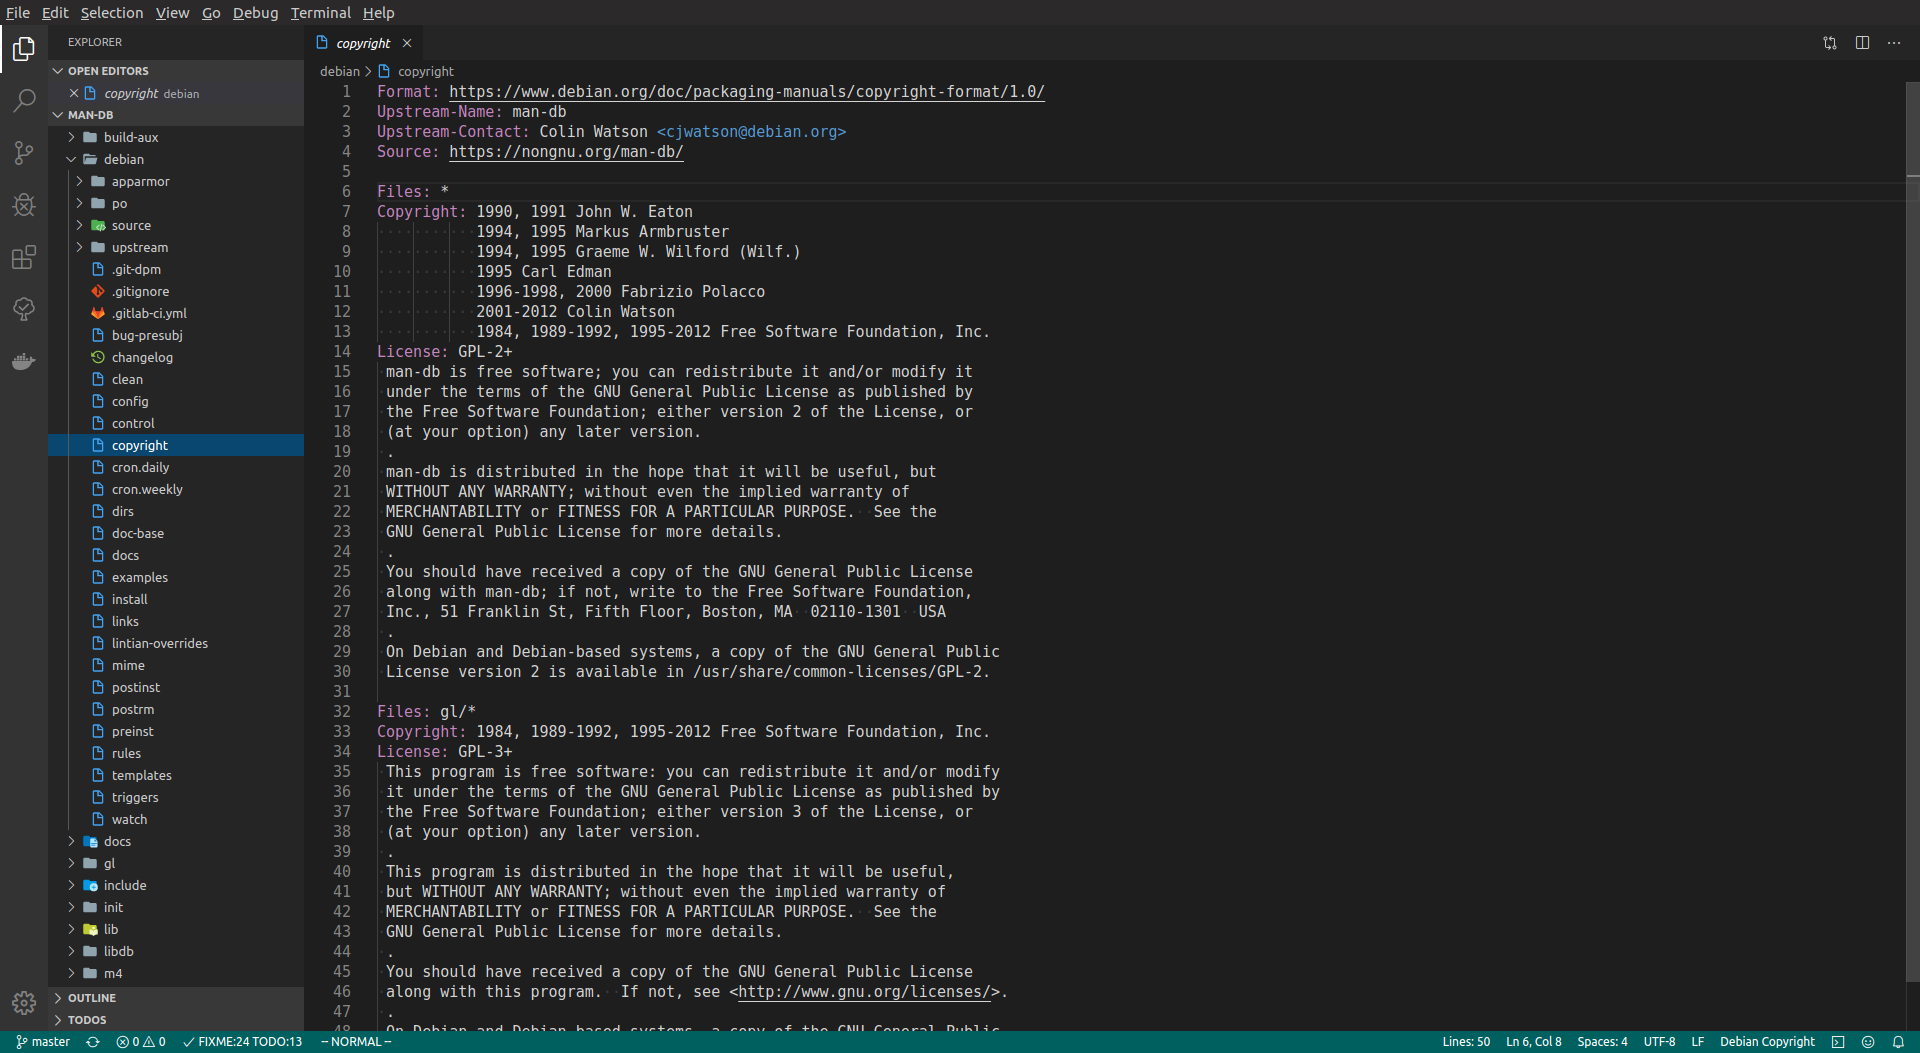 File Edit Selection View Go Debug Terminal Help
EXPLORER
OPEN EDITORS
copyright debian
MAN-DB
build-aux
debian
apparmor
po
source
upstream
.git-dpm
.gitignore
.gitlab-ci.yml
bug-presubj
changelog
clean
config
control
copyright
cron.daily
cron.weekly
dirs
doc-base
docs
examples
install
links
lintian-overrides
mime
postinst
postrm
preinst
rules
templates
triggers
watch
docs
gl
include
init
lib
libdb
m4
OUTLINE
TODOS
copyright
debian > copyright
1 Format: https://www.debian.org/doc/packaging-manuals/copyright-format/1.0/
2 Upstream-Name: man-db
3 Upstream-Contact: Colin Watson <cjwatson@debian.org>
4 Source: https://nongnu.org/man-db/
5
6 Files: *
7 Copyright: 1990, 1991 John W. Eaton
8 1994, 1995 Markus Armbruster
9 1994, 1995 Graeme W. Wilford (Wilf.)
10 1995 Carl Edman
11 1996-1998, 2000 Fabrizio Polacco
12 2001-2012 Colin Watson
13 1984, 1989-1992, 1995-2012 Free Software Foundation, Inc.
14 License: GPL-2+
15 man-db is free software; you can redistribute it and/or modify it
16 under the terms of the GNU General Public License as published by
17 the Free Software Foundation; either version 2 of the License, or
18 (at your option) any later version.
19 .
20 man-db is distributed in the hope that it will be useful, but
21 WITHOUT ANY WARRANTY; without even the implied warranty of
22 MERCHANTABILITY or FITNESS FOR A PARTICULAR PURPOSE. See the
23 GNU General Public License for more details.
24 .
25 You should have received a copy of the GNU General Public License
26 along with man-db; if not, write to the Free Software Foundation,
27 Inc., 51 Franklin St, Fifth Floor, Boston, MA 02110-1301 USA
28 .
29 On Debian and Debian-based systems, a copy of the GNU General Public
30 License version 2 is available in /usr/share/common-licenses/GPL-2.
31
32 Files: gl/*
33 Copyright: 1984, 1989-1992, 1995-2012 Free Software Foundation, Inc.
34 License: GPL-3+
35 This program is free software: you can redistribute it and/or modify
36 it under the terms of the GNU General Public License as published by
37 the Free Software Foundation; either version 3 of the License, or
38 (at your option) any later version.
39 .
40 This program is distributed in the hope that it will be useful,
41 but WITHOUT ANY WARRANTY; without even the implied warranty of
42 MERCHANTABILITY or FITNESS FOR A PARTICULAR PURPOSE. See the
43 GNU General Public License for more details.
44 .
45 You should have received a copy of the GNU General Public License
46 along with this program. If not, see <http://www.gnu.org/licenses/>.
47 .
48 On Debian and Debian-based systems, a copy of the GNU General Public
master 0 0 FIXME:24 TODO:13 -- NORMAL -- Lines: 50 Ln 6, Col 8 Spaces: 4 UTF-8 LF Debian Copyright